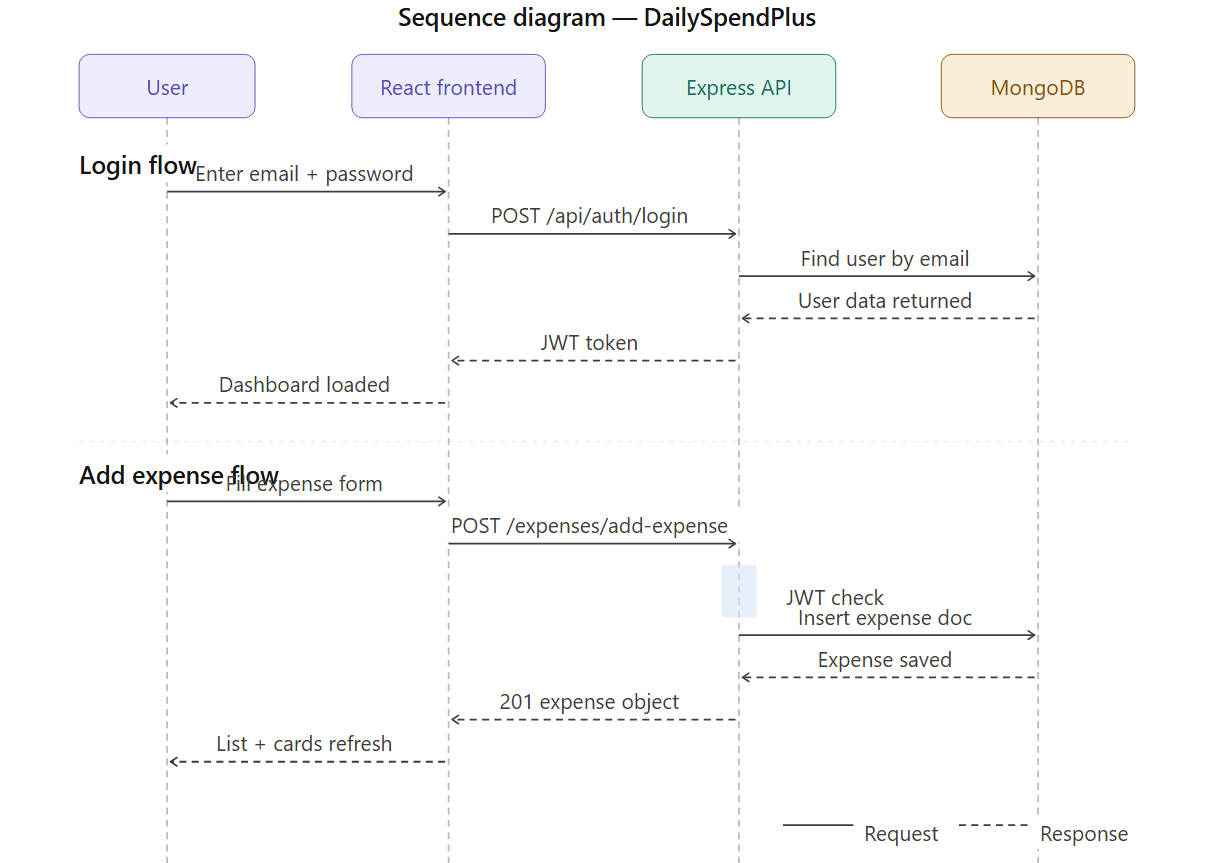 Sequence diagram — DailySpendPlus
User
React frontend
Express API
MongoDB
Login flow
Enter email + password
POST /api/auth/login
Find user by email
User data returned
JWT token
Dashboard loaded
Add expense flow
Fill expense form
POST /expenses/add-expense
JWT check
Insert expense doc
Expense saved
201 expense object
List + cards refresh
Request
Response